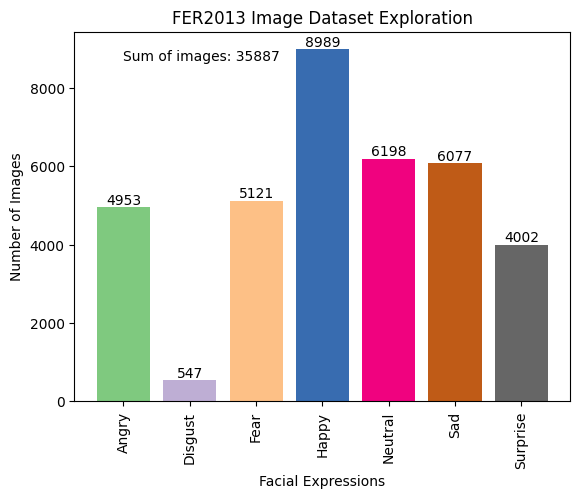 FER2013 Image Dataset Exploration
Sum of images: 35887
8989
6198
6077
5121
4953
4002
547
Number of Images
8000
6000
4000
2000
0
Angry
Disgust
Fear
Happy
Neutral
Sad
Surprise
Facial Expressions